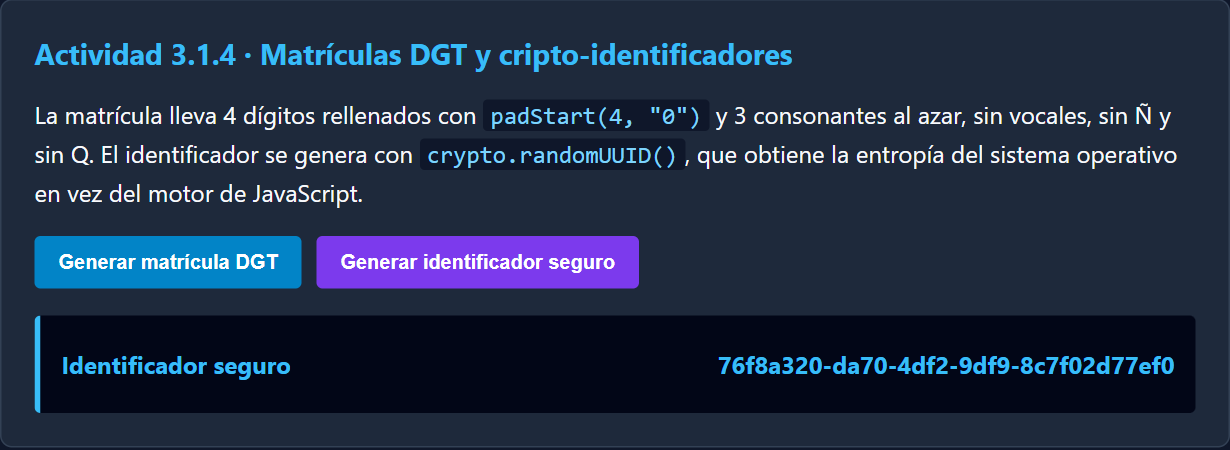 Actividad 3.1.4 · Matrículas DGT y cripto-identificadores
La matrícula lleva 4 dígitos rellenados con padStart(4, "0") y 3 consonantes al azar, sin vocales, sin Ñ y
sin Q. El identificador se genera con crypto.randomUUID(), que obtiene la entropía del sistema operativo
en vez del motor de JavaScript.
Generar matrícula DGT Generar identificador seguro
Identificador seguro 76f8a320-da70-4df2-9df9-8c7f02d77ef0